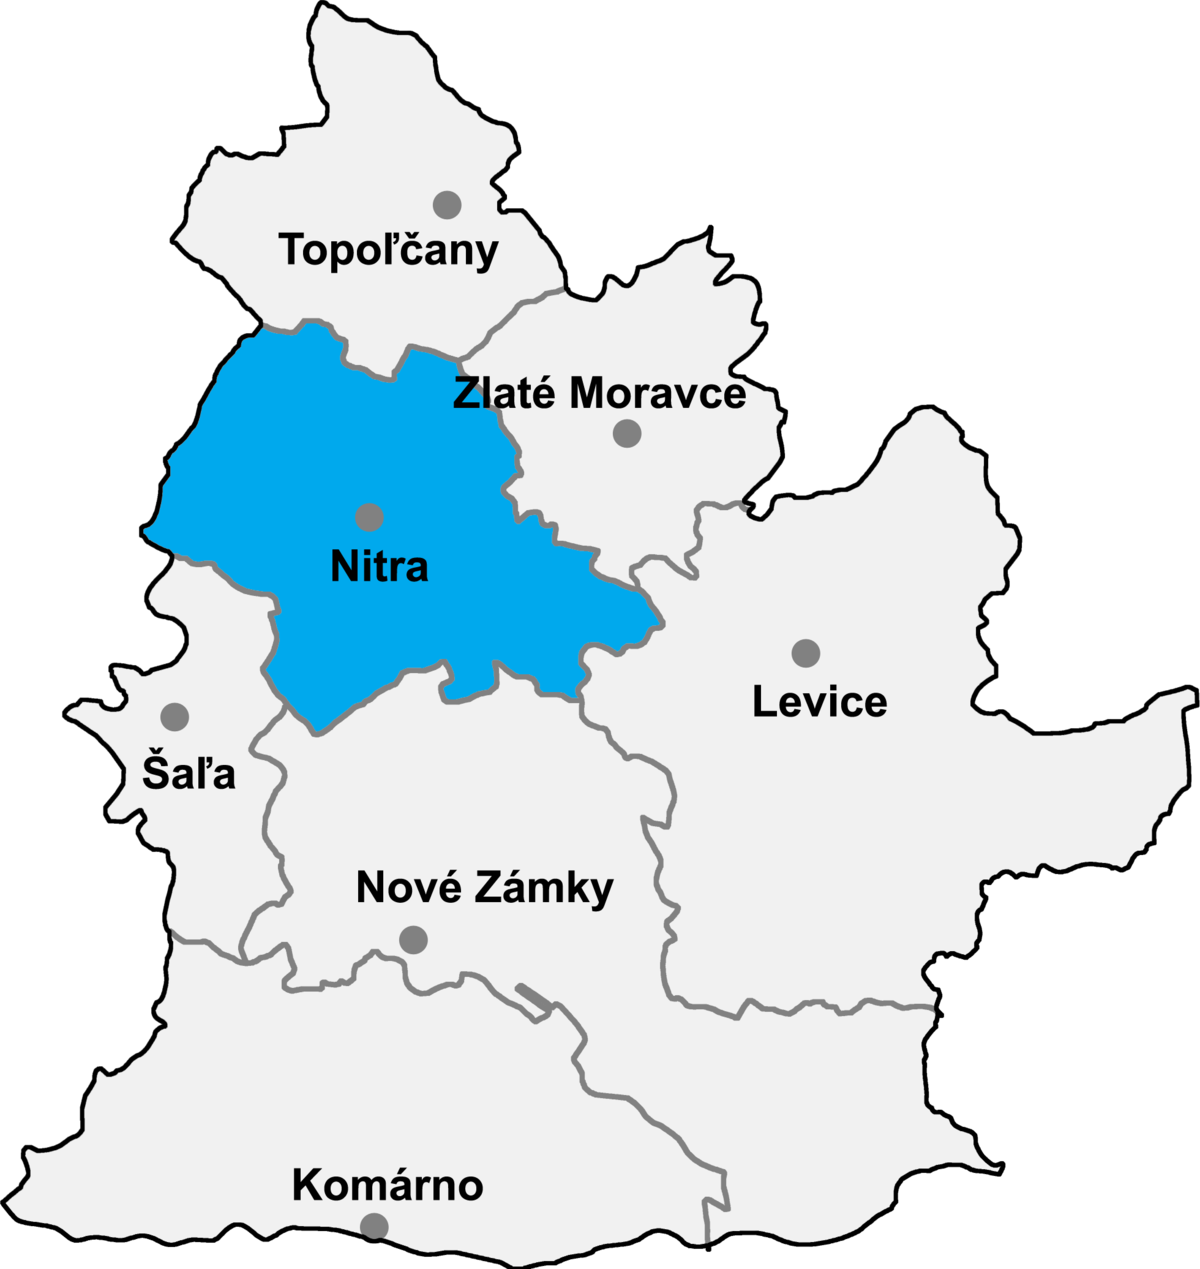 Topoľčany
Zlaté Moravce
Nitra
Levice
Šaľa
Nové Zámky
Komárno